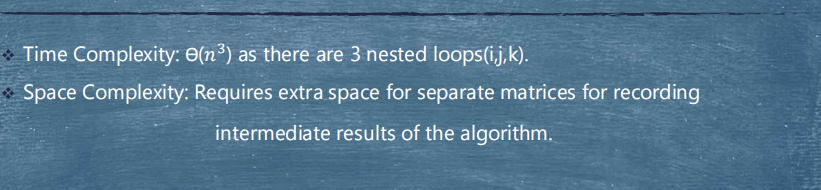 ❖ Time Complexity: Ɵ(n³) as there are 3 nested loops(i,j,k).
❖ Space Complexity: Requires extra space for separate matrices for recording
intermediate results of the algorithm.